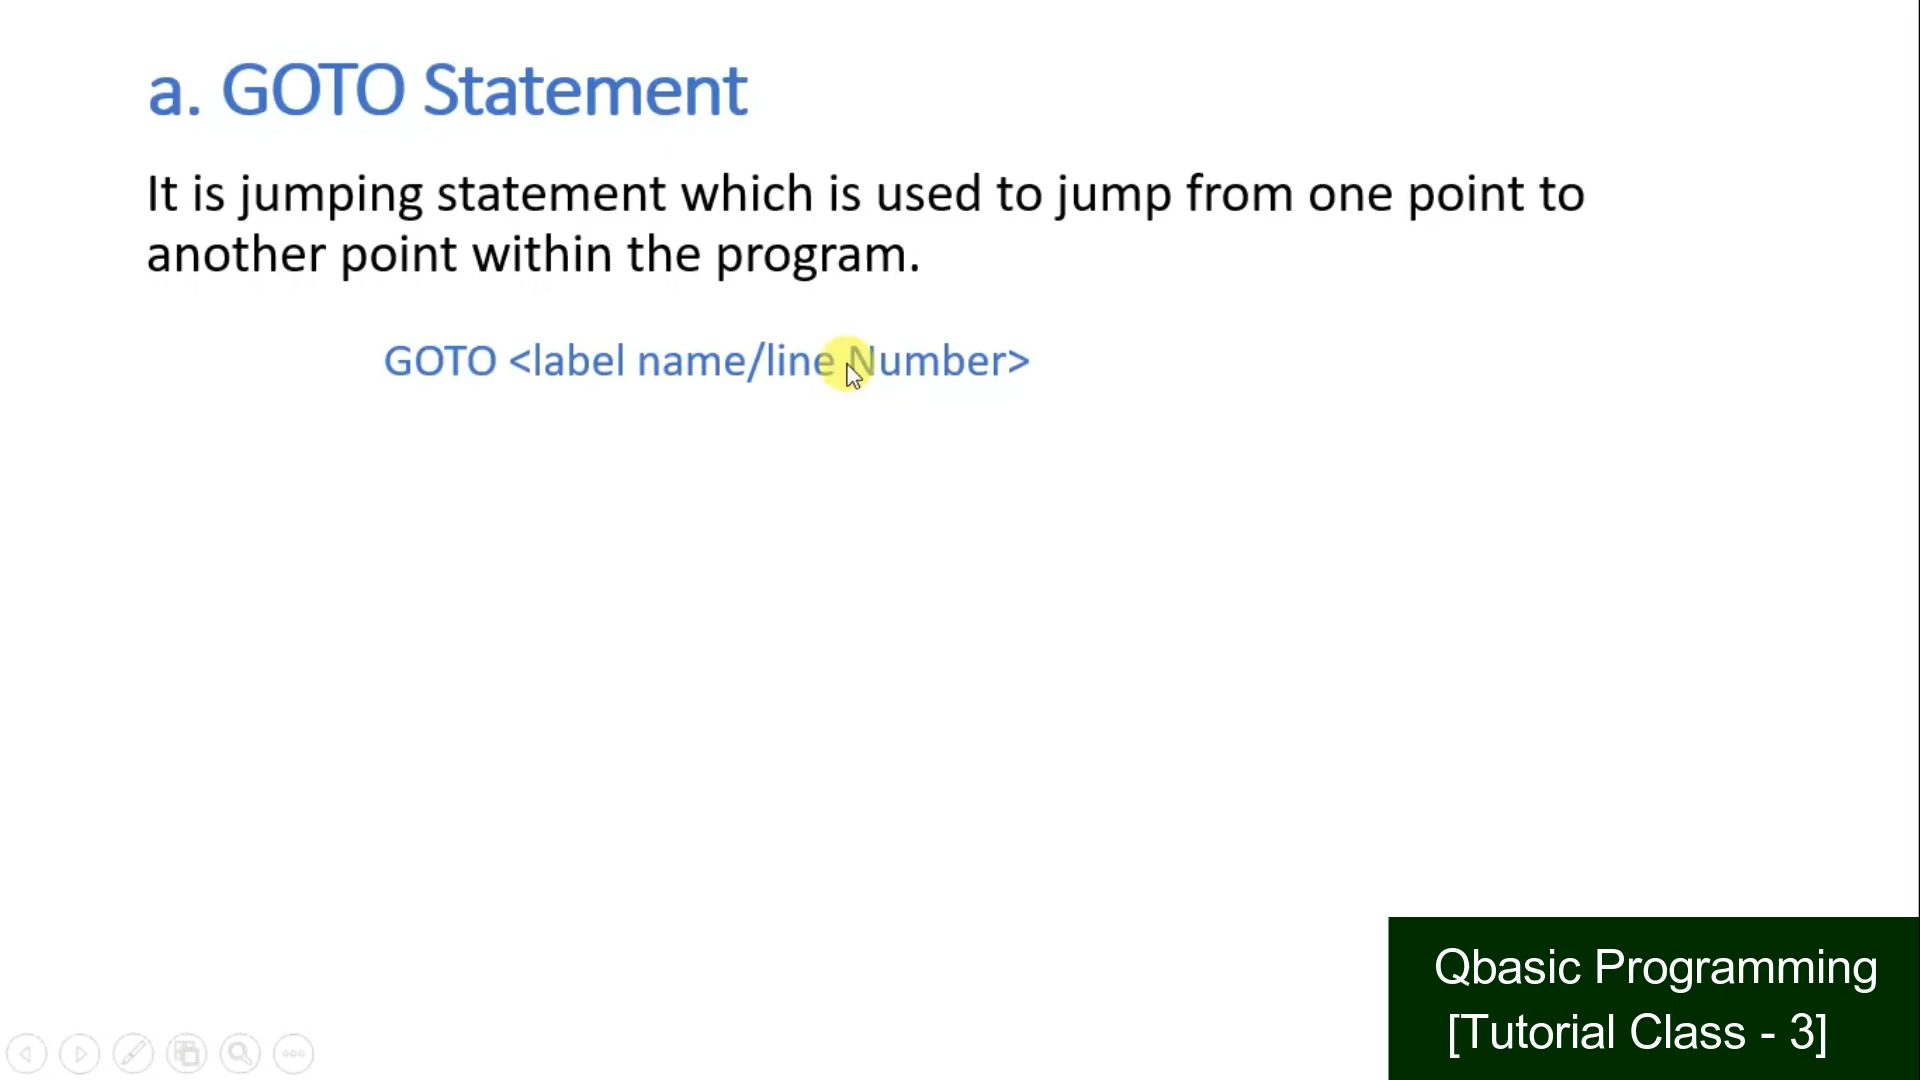 a. GOTO Statement
It is jumping statement which is used to jump from one point to
another point within the program.
GOTO <label name/line Number>
Qbasic Programming
[Tutorial Class - 3]